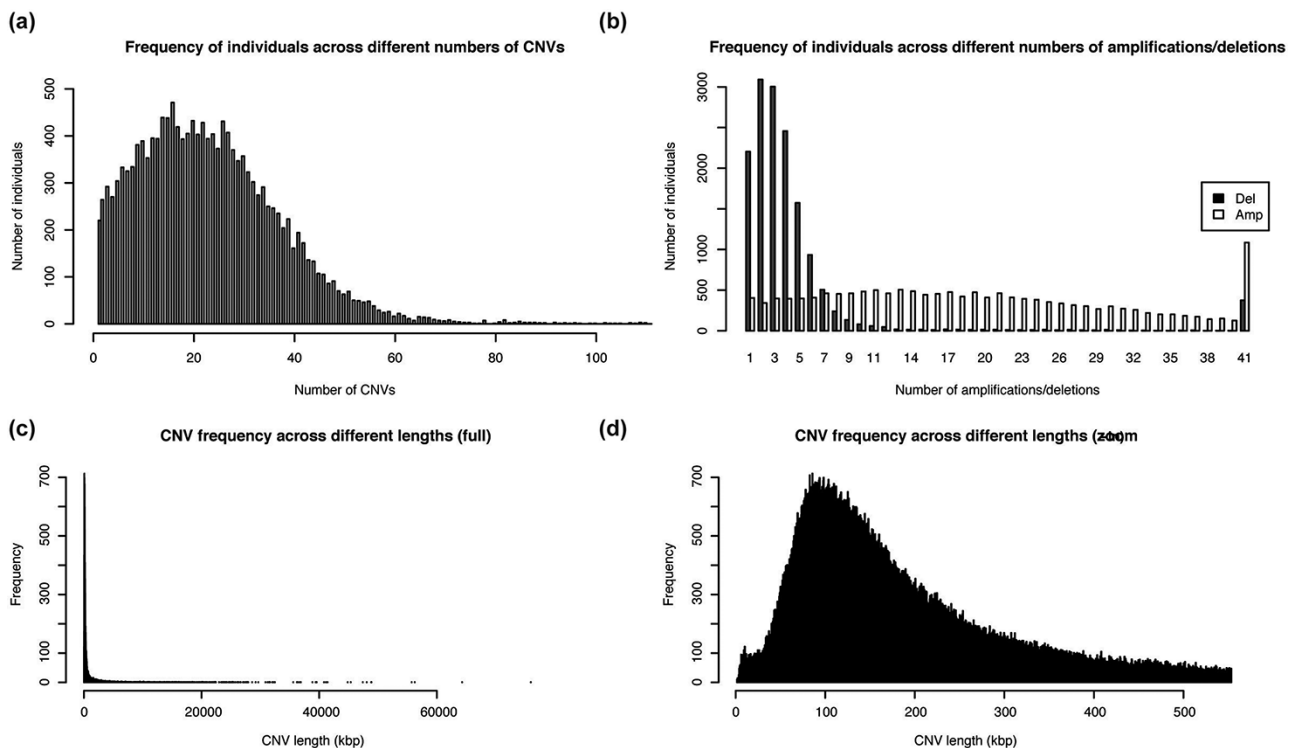 (a)
Frequency of individuals across different numbers of CNVs
Number of individuals
0
100
200
300
400
500
0 20 40 60 80 100
Number of CNVs
(b)
Frequency of individuals across different numbers of amplifications/deletions
Number of individuals
0
500
1000
2000
3000
Del
Amp
1 3 5 7 9 11 14 17 20 23 26 29 32 35 38 41
Number of amplifications/deletions
(c)
CNV frequency across different lengths (full)
Frequency
0
100
300
500
700
0 20000 40000 60000
CNV length (kbp)
(d)
CNV frequency across different lengths
Frequency
0
100
300
500
700
0 100 200 300 400 500
CNV length (kbp)